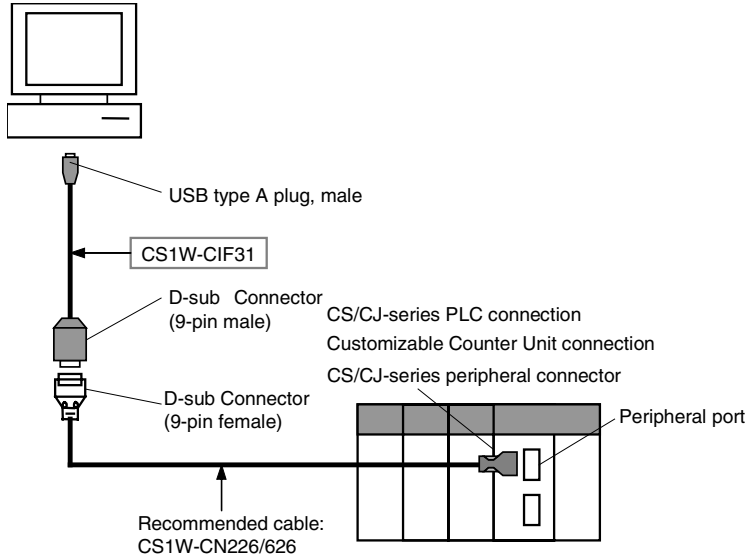 USB type A plug, male
CS1W-CIF31
D-sub Connector
(9-pin male)
CS/CJ-series PLC connection
Customizable Counter Unit connection
CS/CJ-series peripheral connector
D-sub Connector
(9-pin female)
Peripheral port
Recommended cable:
CS1W-CN226/626